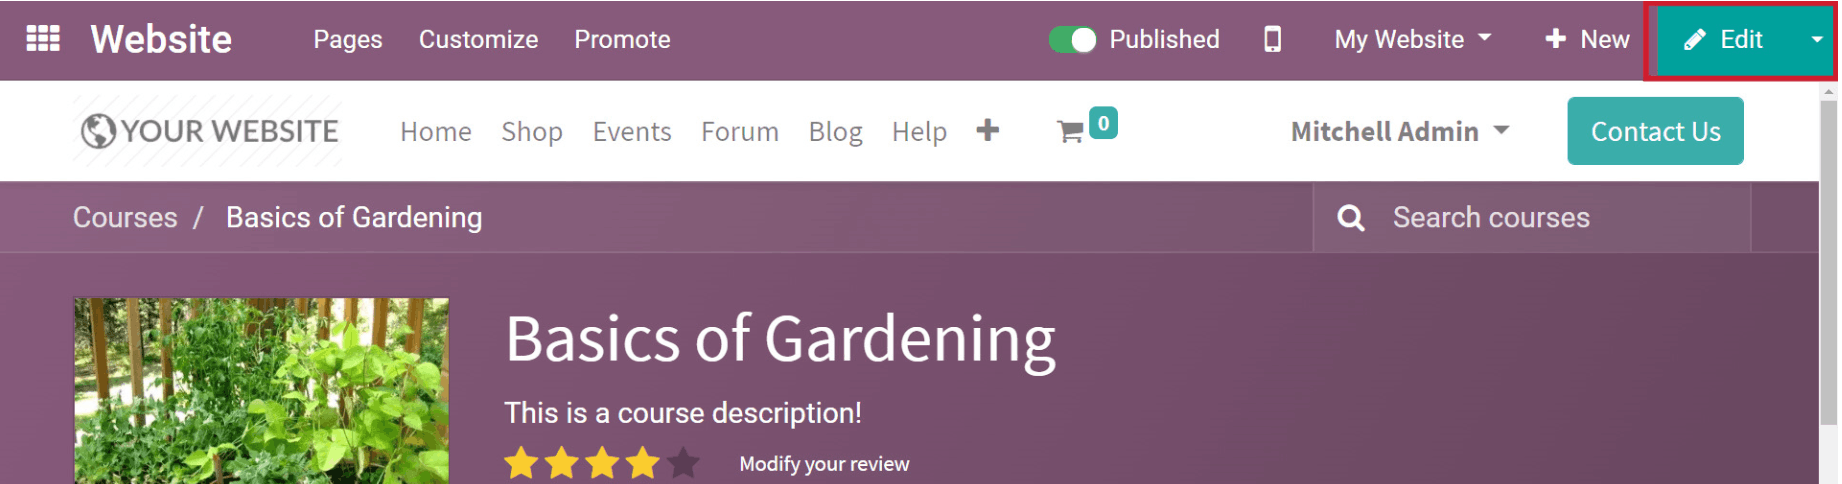 Website Pages Customize Promote Published My Website New Edit
YOUR WEBSITE Home Shop Events Forum Blog Help 0 Mitchell Admin Contact Us
Courses / Basics of Gardening Search courses
Basics of Gardening
This is a course description!
Modify your review